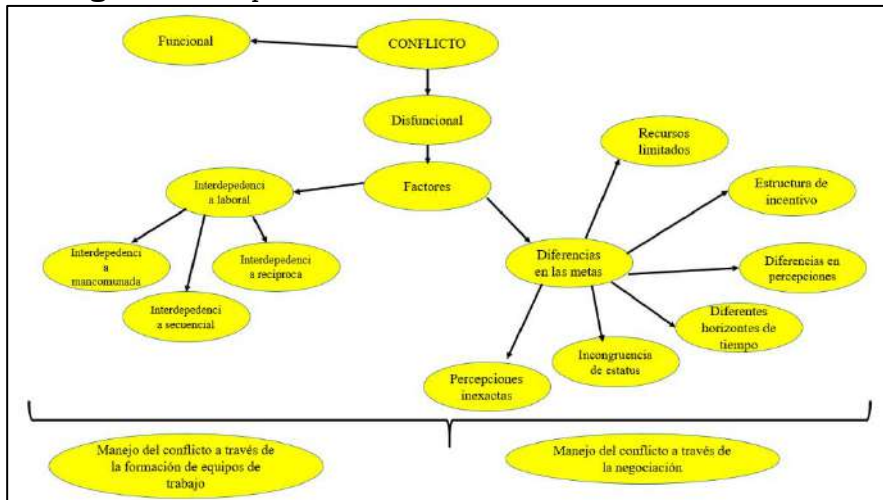 Funcional
CONFLICTO
Disfuncional
Factores
Interdepedenci
a laboral
Interdepedenci
a mancomunada
Interdepedenci
a reciproca
Interdepedenci
a secuencial
Recursos
limitados
Estructura de
incentivo
Diferencias
en las metas
Diferencias en
percepciones
Diferentes
horizontes de
tiempo
Incongruencia
de estatus
Percepciones
inexactas
Manejo del conflicto a través de
la formación de equipos de
trabajo
Manejo del conflicto a través de
la negociación